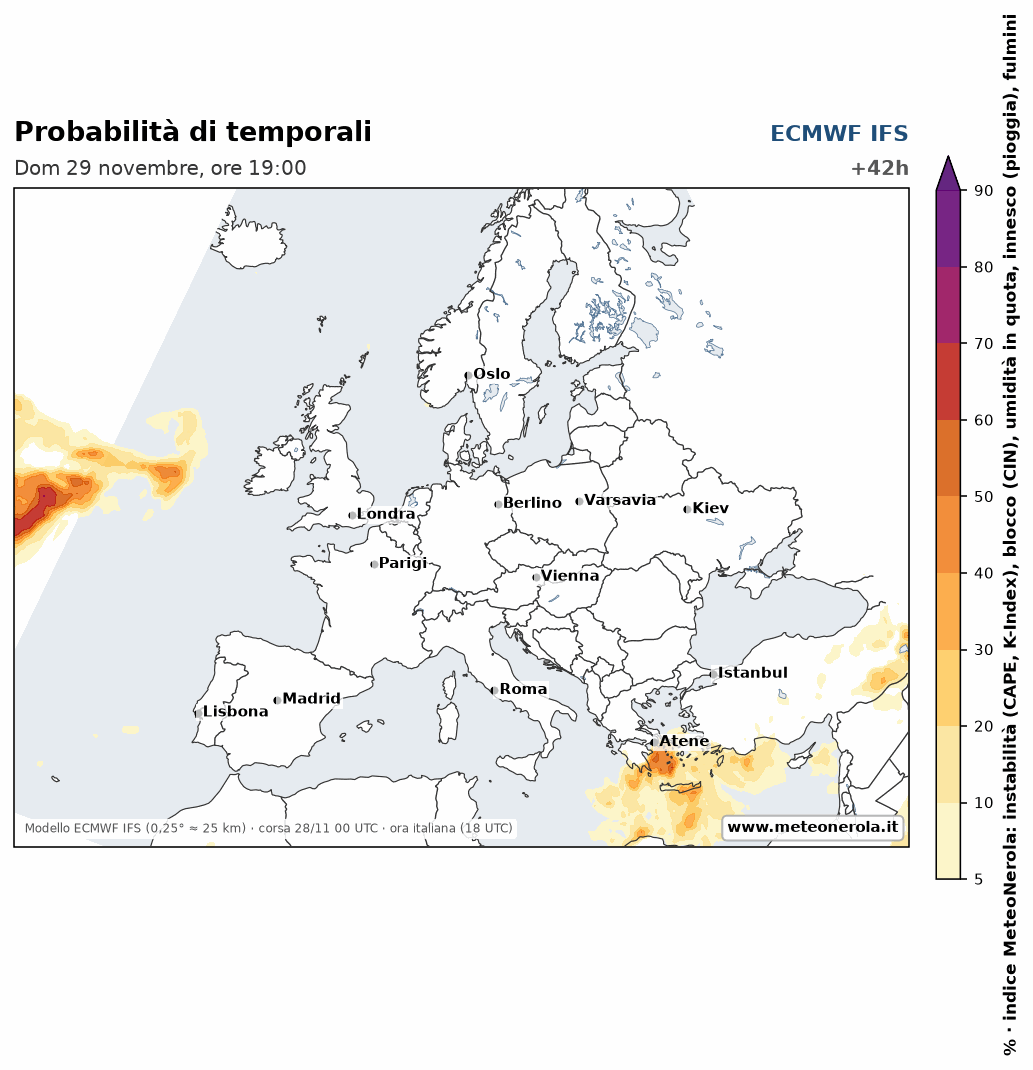 Probabilità di temporali
ECMWF IFS
Dom 29 novembre, ore 19:00
+42h
Oslo
Londra
Berlino
Varsavia
Kiev
Parigi
Vienna
Istanbul
Roma
Madrid
Lisbona
Atene
Modello ECMWF IFS (0,25° ≈ 25 km) · corsa 28/11 00 UTC · ora italiana (18 UTC)
www.meteonerola.it
90
80
70
60
50
40
30
20
10
5
% · indice MeteoNerola: instabilità (CAPE, K-Index), blocco (CIN), umidità in quota, innesco (pioggia), fulmini